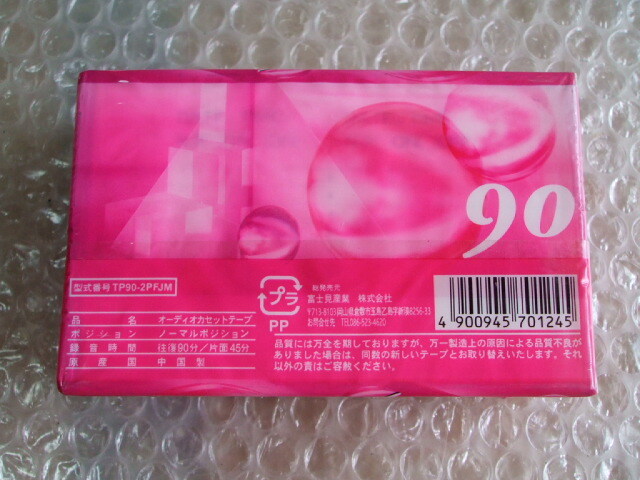 90
型式番号 TP90-2PFJM
品名 オーディオカセットテープ
ポジション ノーマルポジション
録音時間 往復90分/片面45分
原産国 中国製
プラ
PP
発売元
富士見産業 株式会社
お問合せ先 TEL.086-523-4620
4 900945 701245
品質には万全を期しておりますが、万一製造上の原因による品質不良が
ありました場合は、同数の新しいテープとお取り替えいたします。それ
以外の責はご容赦ください。